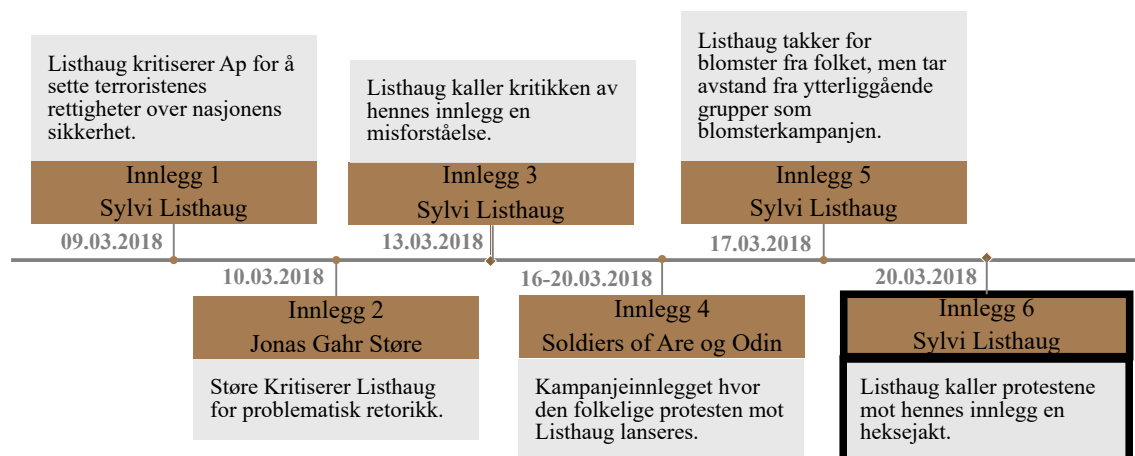 Listhaug kritiserer Ap for å
sette terroristenes
rettigheter over nasjonens
sikkerhet.
Innlegg 1
Sylvi Listhaug
09.03.2018
10.03.2018
Innlegg 2
Jonas Gahr Støre
Støre Kritiserer Listhaug
for problematisk retorikk.
Listhaug kaller kritikken av
hennes innlegg en
misforståelse.
Innlegg 3
Sylvi Listhaug
13.03.2018
16-20.03.2018
Innlegg 4
Soldiers of Are og Odin
Kampanjeinnlegget hvor
den folkelige protesten mot
Listhaug lanseres.
Listhaug takker for
blomster fra folket, men tar
avstand fra ytterliggående
grupper som
blomsterkampanjen.
Innlegg 5
Sylvi Listhaug
17.03.2018
20.03.2018
Innlegg 6
Sylvi Listhaug
Listhaug kaller protestene
mot hennes innlegg en
heksejakt.